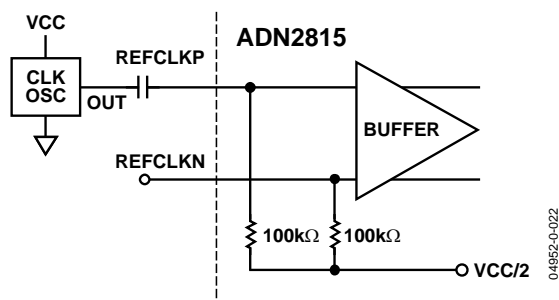 VCC
ADN2815
REFCLKP
CLK
OSC
OUT
BUFFER
REFCLKN
100kΩ
100kΩ
VCC/2
04952-0-022